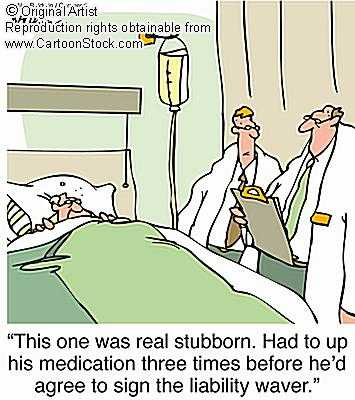 © Original Artist
Reproduction rights obtainable from
www.CartoonStock.com
“This one was real stubborn. Had to up
his medication three times before he’d
agree to sign the liability waver.”